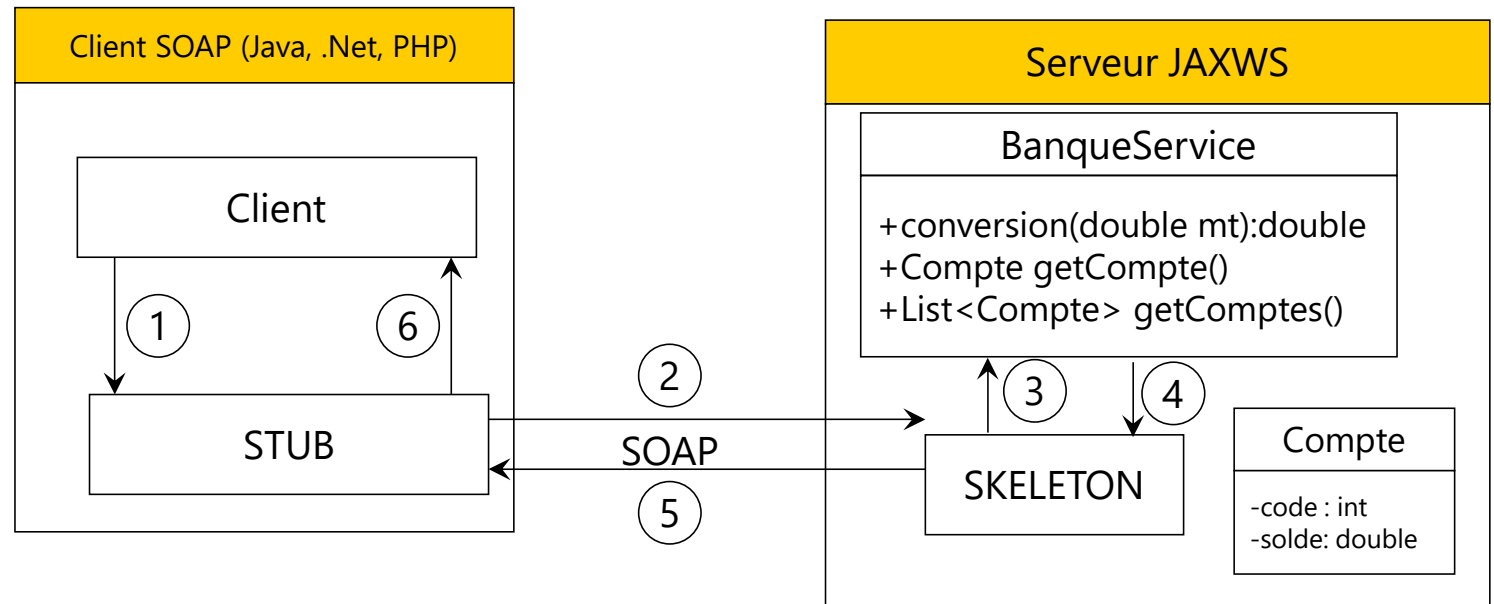 Client SOAP (Java, .Net, PHP)
Client
1
6
STUB
2
SOAP
5
Serveur JAXWS
BanqueService
+conversion(double mt):double
+Compte getCompte()
+List<Compte> getComptes()
3
4
SKELETON
Compte
-code : int
-solde: double